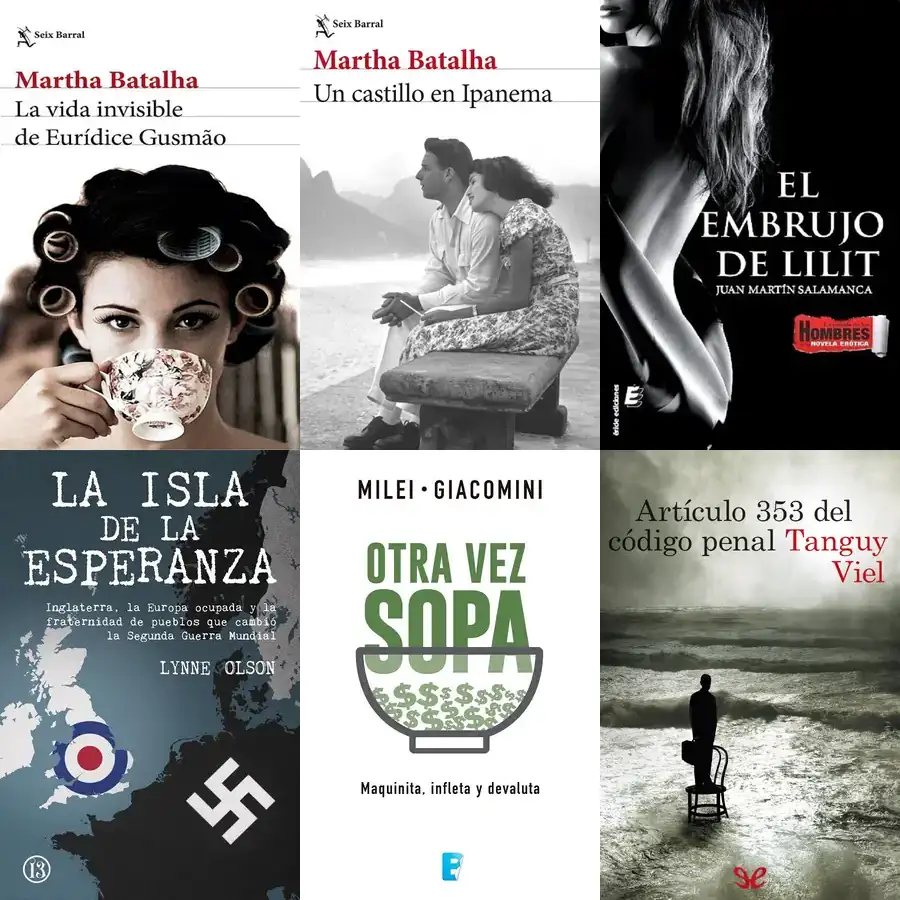 Seix Barral
Martha Batalha
La vida invisible
de Eurídice Gusmão
Seix Barral
Martha Batalha
Un castillo en Ipanema
EL
EMBRUJO
DE LILIT
JUAN MARTÍN SALAMANCA
HOMBRES
NOVELA ERÓTICA
éride ediciones
LA ISLA
DE LA
ESPERANZA
Inglaterra, la Europa ocupada y la
fraternidad de pueblos que cambió
la Segunda Guerra Mundial
LYNNE OLSON
13
MILEI · GIACOMINI
OTRA VEZ
SOPA
Maquinita, infleta y devaluta
B
Artículo 353 del
código penal Tanguy
Viel